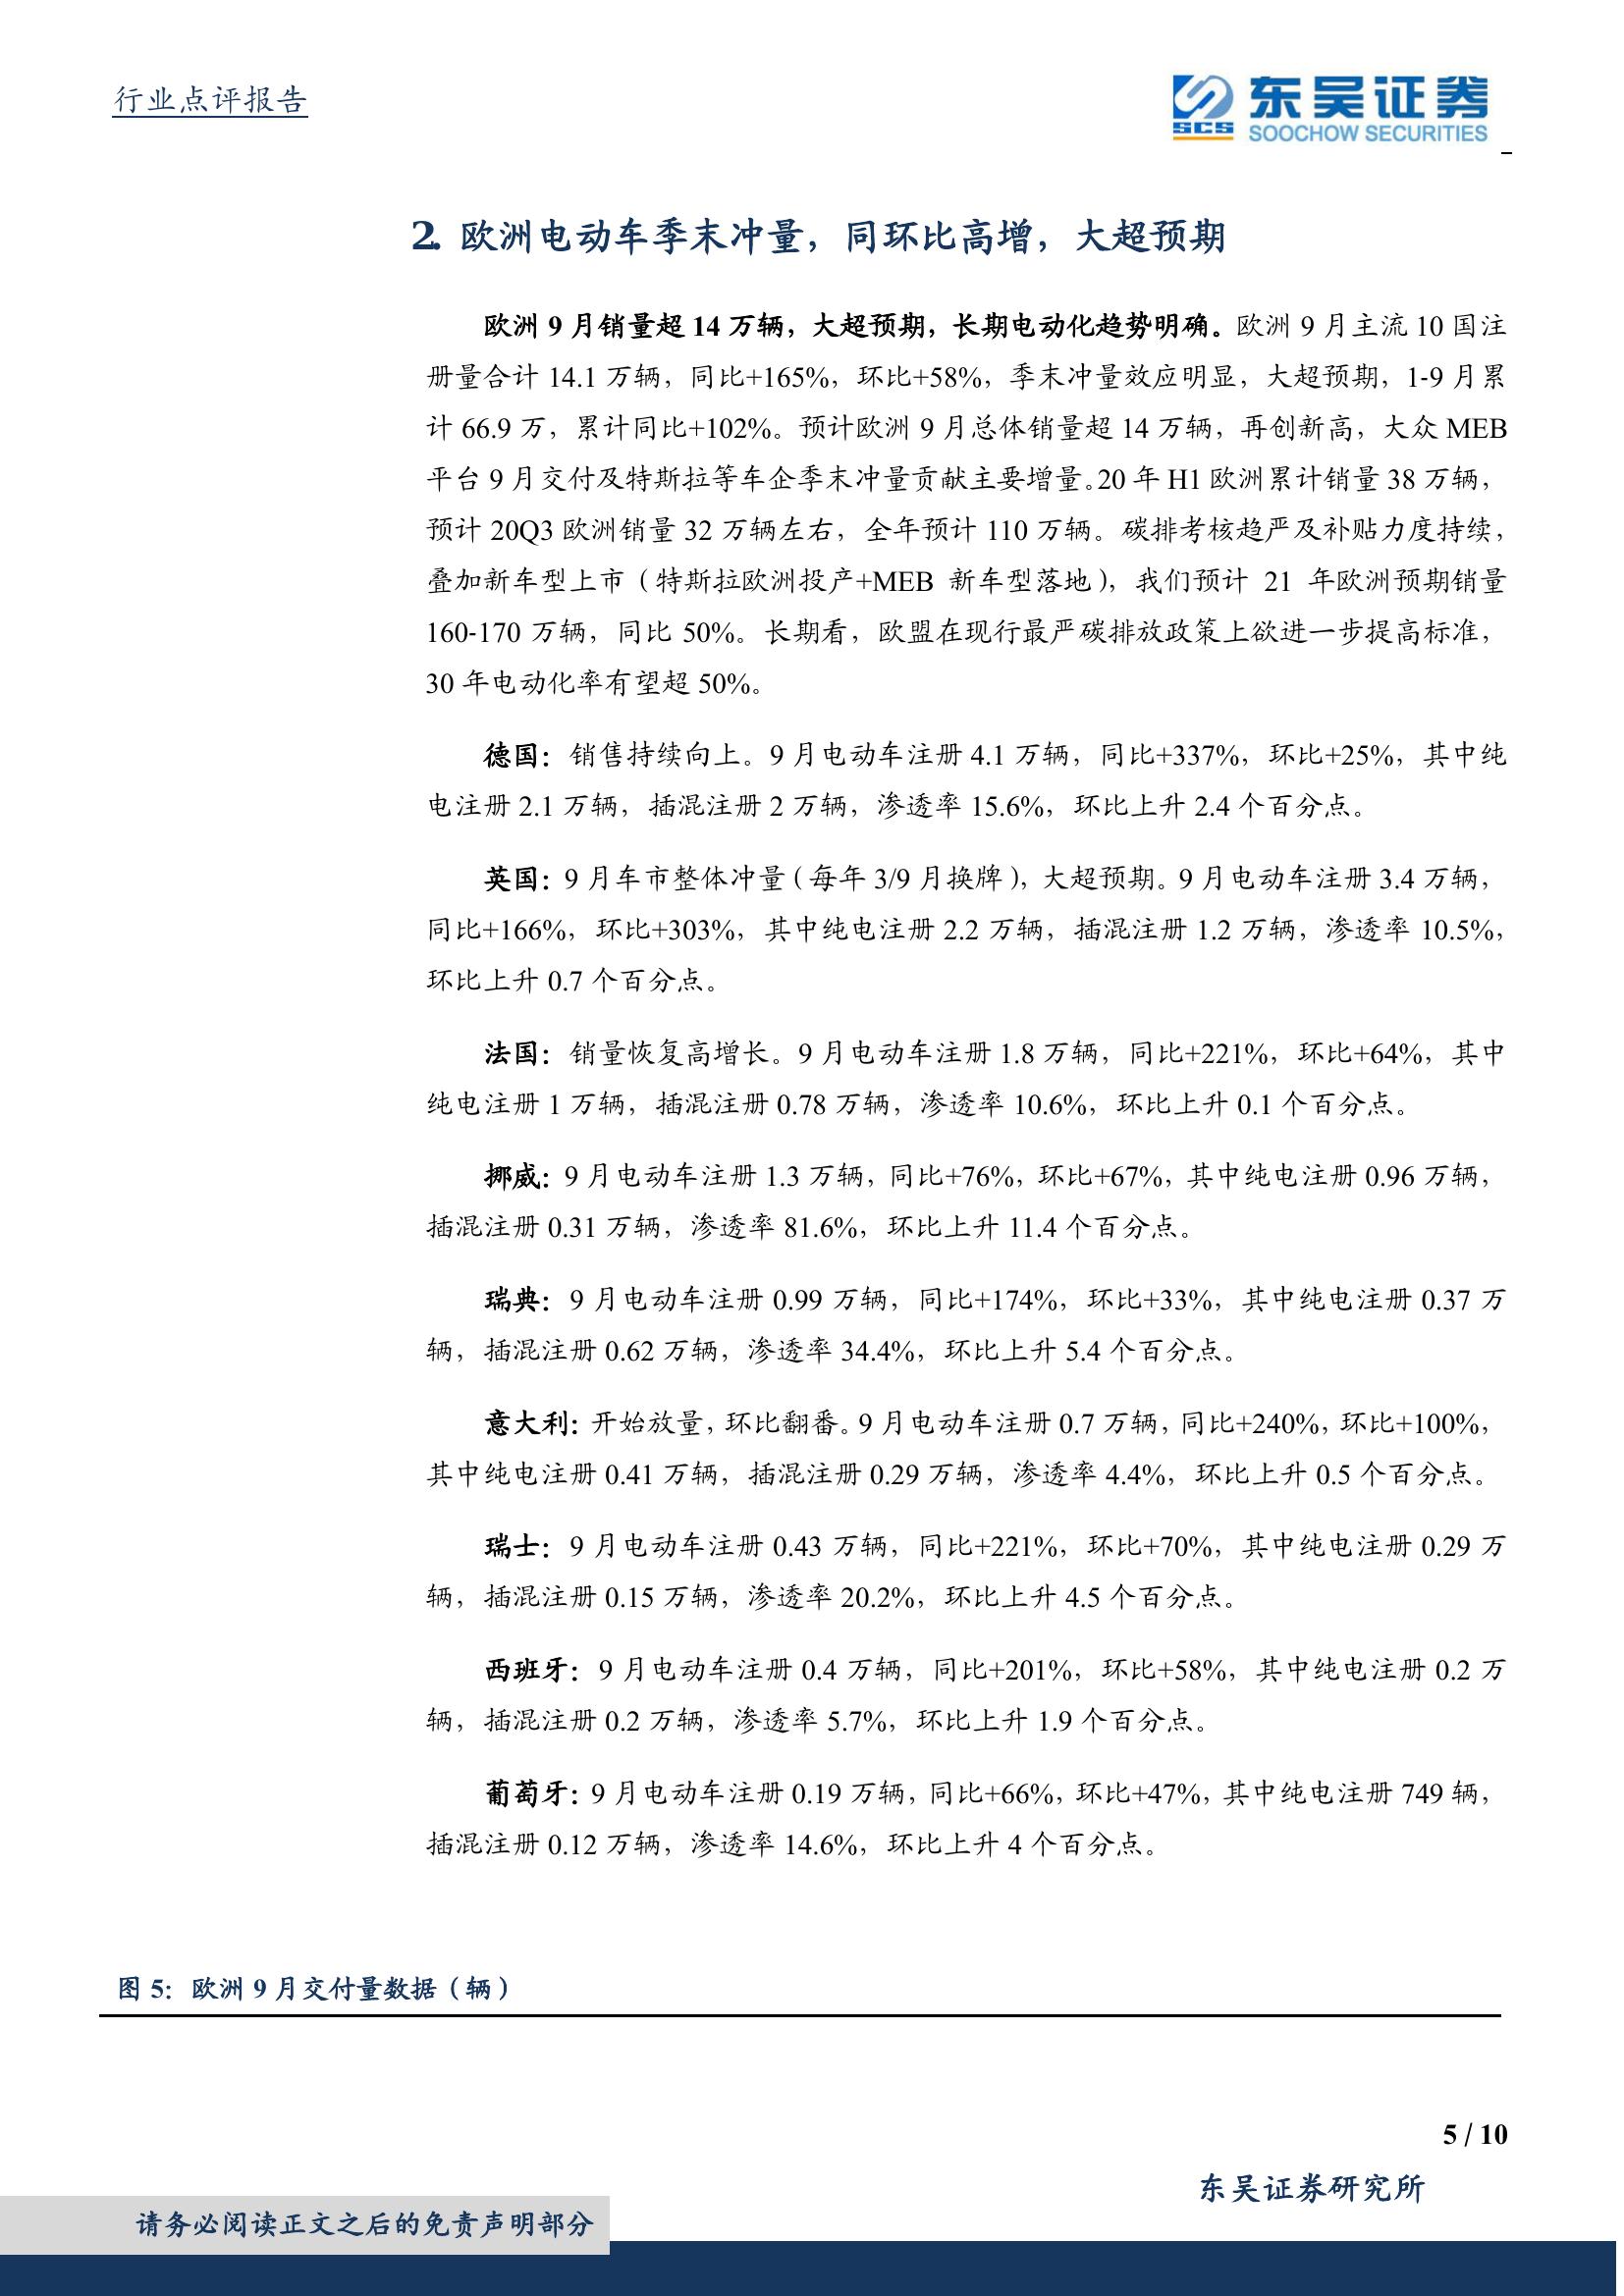 行业点评报告
东吴证券
SCS
SOOCHOW SECURITIES
2. 欧洲电动车季末冲量，同环比高增，大超预期
欧洲 9 月销量超 14 万辆，大超预期，长期电动化趋势明确。欧洲 9 月主流 10 国注
册量合计 14.1 万辆，同比+165%，环比+58%，季末冲量效应明显，大超预期，1-9 月累
计 66.9 万，累计同比+102%。预计欧洲 9 月总体销量超 14 万辆，再创新高，大众 MEB
平台 9 月交付及特斯拉等车企季末冲量贡献主要增量。20 年 H1 欧洲累计销量 38 万辆，
预计 20Q3 欧洲销量 32 万辆左右，全年预计 110 万辆。碳排考核趋严及补贴力度持续，
叠加新车型上市（特斯拉欧洲投产+MEB 新车型落地），我们预计 21 年欧洲预期销量
160-170 万辆，同比 50%。长期看，欧盟在现行最严碳排放政策上欲进一步提高标准，
30 年电动化率有望超 50%。
德国：销售持续向上。9 月电动车注册 4.1 万辆，同比+337%，环比+25%，其中纯
电注册 2.1 万辆，插混注册 2 万辆，渗透率 15.6%，环比上升 2.4 个百分点。
英国：9 月车市整体冲量（每年 3/9 月换牌），大超预期。9 月电动车注册 3.4 万辆，
同比+166%，环比+303%，其中纯电注册 2.2 万辆，插混注册 1.2 万辆，渗透率 10.5%，
环比上升 0.7 个百分点。
法国：销量恢复高增长。9 月电动车注册 1.8 万辆，同比+221%，环比+64%，其中
纯电注册 1 万辆，插混注册 0.78 万辆，渗透率 10.6%，环比上升 0.1 个百分点。
挪威：9 月电动车注册 1.3 万辆，同比+76%，环比+67%，其中纯电注册 0.96 万辆，
插混注册 0.31 万辆，渗透率 81.6%，环比上升 11.4 个百分点。
瑞典：9 月电动车注册 0.99 万辆，同比+174%，环比+33%，其中纯电注册 0.37 万
辆，插混注册 0.62 万辆，渗透率 34.4%，环比上升 5.4 个百分点。
意大利：开始放量，环比翻番。9 月电动车注册 0.7 万辆，同比+240%，环比+100%，
其中纯电注册 0.41 万辆，插混注册 0.29 万辆，渗透率 4.4%，环比上升 0.5 个百分点。
瑞士：9 月电动车注册 0.43 万辆，同比+221%，环比+70%，其中纯电注册 0.29 万
辆，插混注册 0.15 万辆，渗透率 20.2%，环比上升 4.5 个百分点。
西班牙：9 月电动车注册 0.4 万辆，同比+201%，环比+58%，其中纯电注册 0.2 万
辆，插混注册 0.2 万辆，渗透率 5.7%，环比上升 1.9 个百分点。
葡萄牙：9 月电动车注册 0.19 万辆，同比+66%，环比+47%，其中纯电注册 749 辆，
插混注册 0.12 万辆，渗透率 14.6%，环比上升 4 个百分点。
图 5：欧洲 9 月交付量数据（辆）
5 / 10
东吴证券研究所
请务必阅读正文之后的免责声明部分